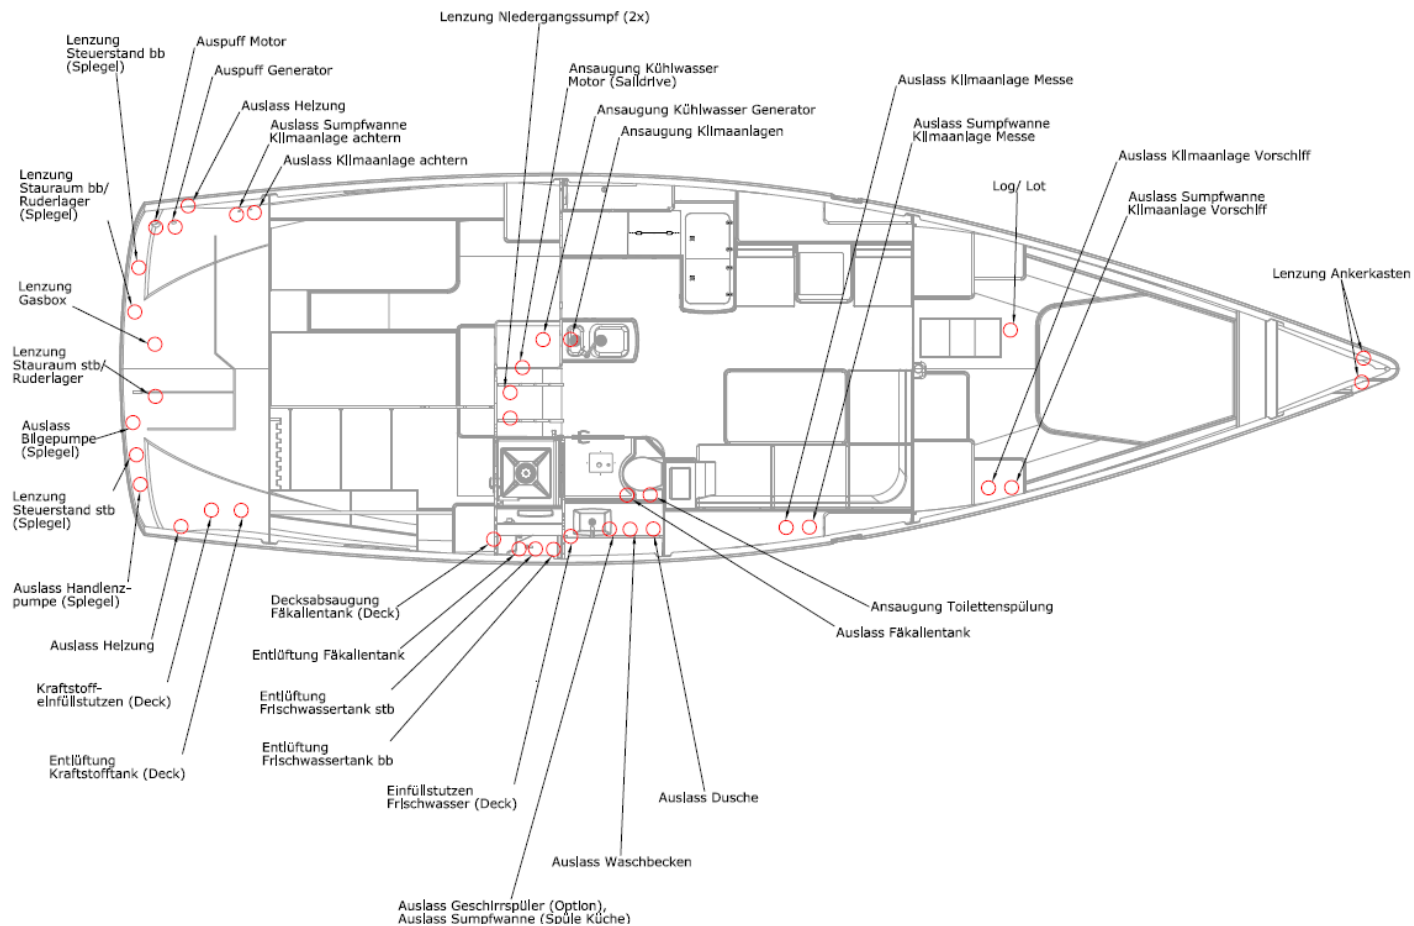 Lenzung Niedergangssumpf (2x)
Lenzung
Steuerstand bb
(Spiegel)
Auspuff Motor
Auspuff Generator
Auslass Heizung
Auslass Sumpfwanne
Klimaanlage achtern
Auslass Klimaanlage achtern
Ansaugung Kühlwasser
Motor (Saildrive)
Ansaugung Kühlwasser Generator
Ansaugung Klimaanlagen
Auslass Klimaanlage Messe
Auslass Sumpfwanne
Klimaanlage Messe
Auslass Klimaanlage Vorschiff
Log/ Lot
Auslass Sumpfwanne
Klimaanlage Vorschiff
Lenzung Ankerkasten
Lenzung
Stauraum bb/
Ruderlager
(Spiegel)
Lenzung
Gasbox
Lenzung
Stauraum stb/
Ruderlager
Auslass
Bilgepumpe
(Spiegel)
Lenzung
Steuerstand stb
(Spiegel)
Auslass Handlenz-
pumpe (Spiegel)
Auslass Heizung
Kraftstoff-
einfüllstutzen (Deck)
Entlüftung
Kraftstofftank (Deck)
Decksabsaugung
Fäkalientank (Deck)
Entlüftung Fäkalientank
Entlüftung
Frischwassertank stb
Entlüftung
Frischwassertank bb
Einfüllstutzen
Frischwasser (Deck)
Ansaugung Toilettenspülung
Auslass Fäkalientank
Auslass Dusche
Auslass Waschbecken
Auslass Geschirrspüler (Option),
Auslass Sumpfwanne (Spüle Küche)